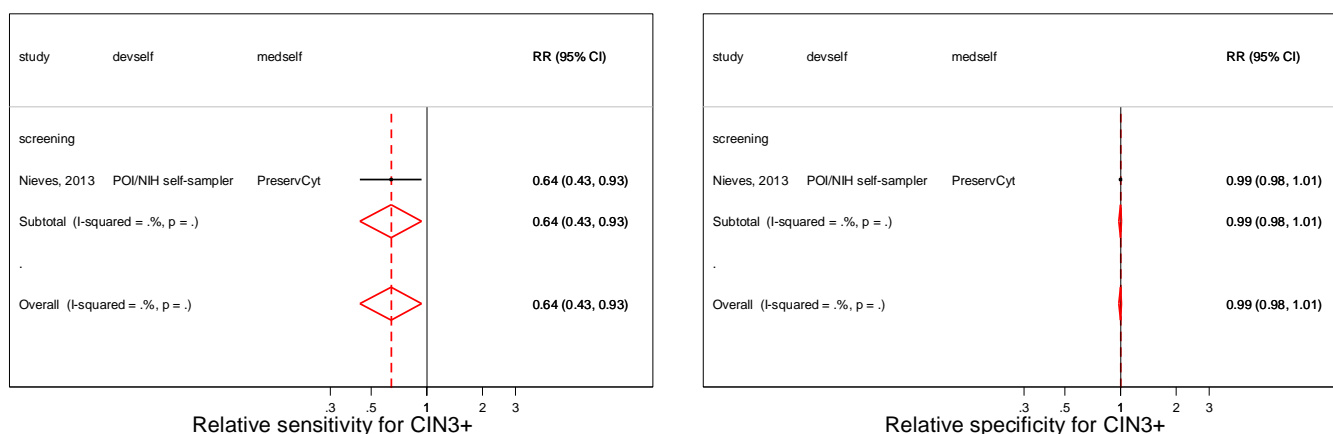 study devself medself RR (95% CI)
screening
Nieves, 2013 POI/NIH self-sampler PreservCyt 0.64 (0.43, 0.93)
Subtotal (I-squared = .%, p = .) 0.64 (0.43, 0.93)
.
Overall (I-squared = .%, p = .) 0.64 (0.43, 0.93)
.3 .5 1 2 3
Relative sensitivity for CIN3+
study devself medself RR (95% CI)
screening
Nieves, 2013 POI/NIH self-sampler PreservCyt 0.99 (0.98, 1.01)
Subtotal (I-squared = .%, p = .) 0.99 (0.98, 1.01)
.
Overall (I-squared = .%, p = .) 0.99 (0.98, 1.01)
.3 .5 1 2 3
Relative specificity for CIN3+